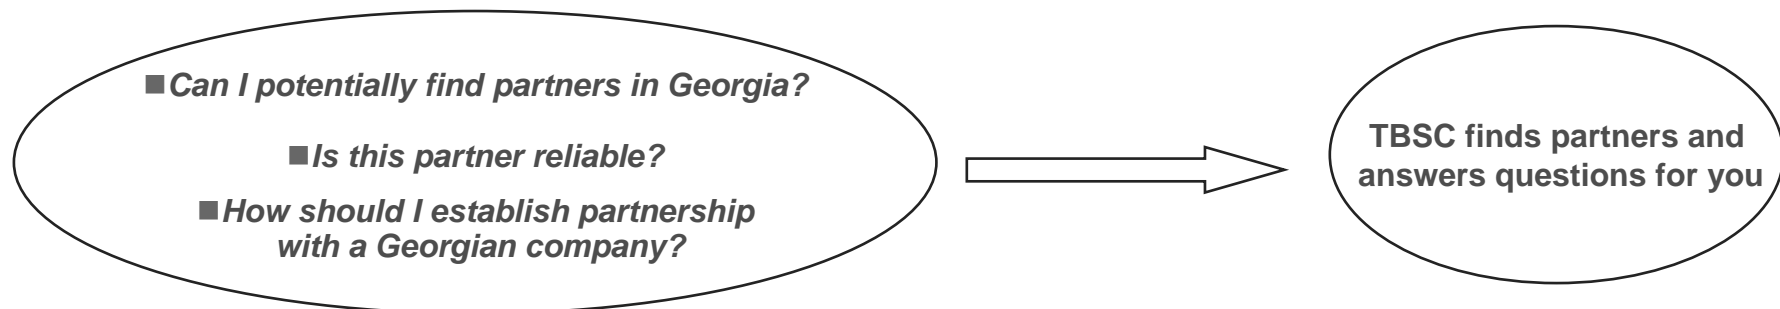 ■Can I potentially find partners in Georgia?
■Is this partner reliable?
■How should I establish partnership
with a Georgian company?
TBSC finds partners and
answers questions for you